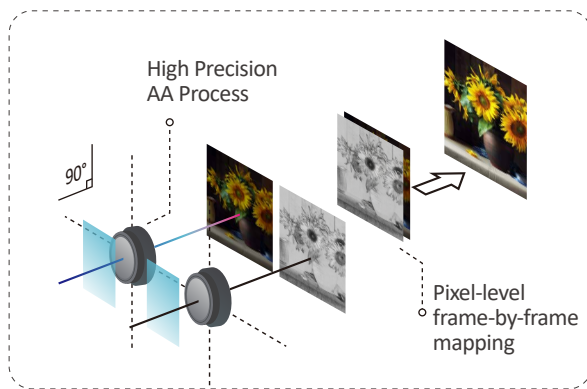 High Precision
AA Process
90°
Pixel-level
frame-by-frame
mapping